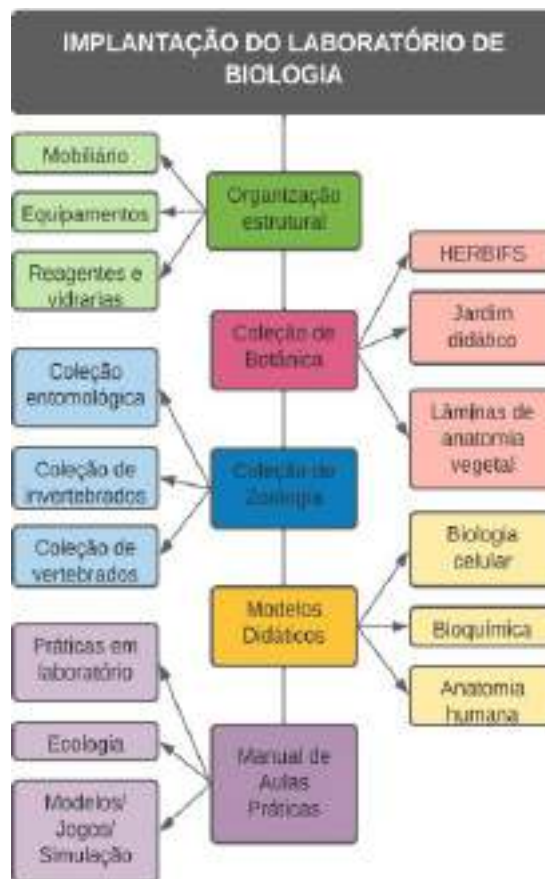 IMPLANTAÇÃO DO LABORATÓRIO DE
BIOLOGIA
Mobiliário
Equipamentos
Reagentes e
vidrarias
Organização
estrutural
HERBIFS
Jardim
didático
Lâminas de
anatomia
vegetal
Coleção de
Botânica
Coleção
entomológica
Coleção de
invertebrados
Coleção de
vertebrados
Coleção de
Zoologia
Biologia
celular
Bioquímica
Anatomia
humana
Modelos
Didáticos
Práticas em
laboratório
Ecologia
Modelos/
Jogos/
Simulação
Manual de
Aulas
Práticas